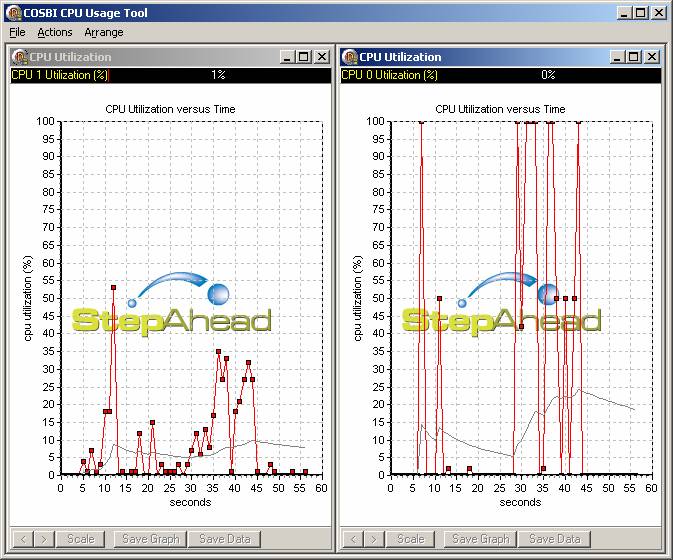 COSBI CPU Usage Tool
File Actions Arrange
CPU Utilization
CPU 1 Utilization (%) 1%
CPU Utilization versus Time
100
95
90
85
80
75
70
65
60
55
50
45
40
35
30
25
20
15
10
5
0
cpu utilization (%)
StepAhead
0 5 10 15 20 25 30 35 40 45 50 55 60
seconds
< > Scale Save Graph Save Data
CPU Utilization
CPU 0 Utilization (%) 0%
CPU Utilization versus Time
100
95
90
85
80
75
70
65
60
55
50
45
40
35
30
25
20
15
10
5
0
cpu utilization (%)
StepAhead
0 5 10 15 20 25 30 35 40 45 50 55 60
seconds
< > Scale Save Graph Save Data